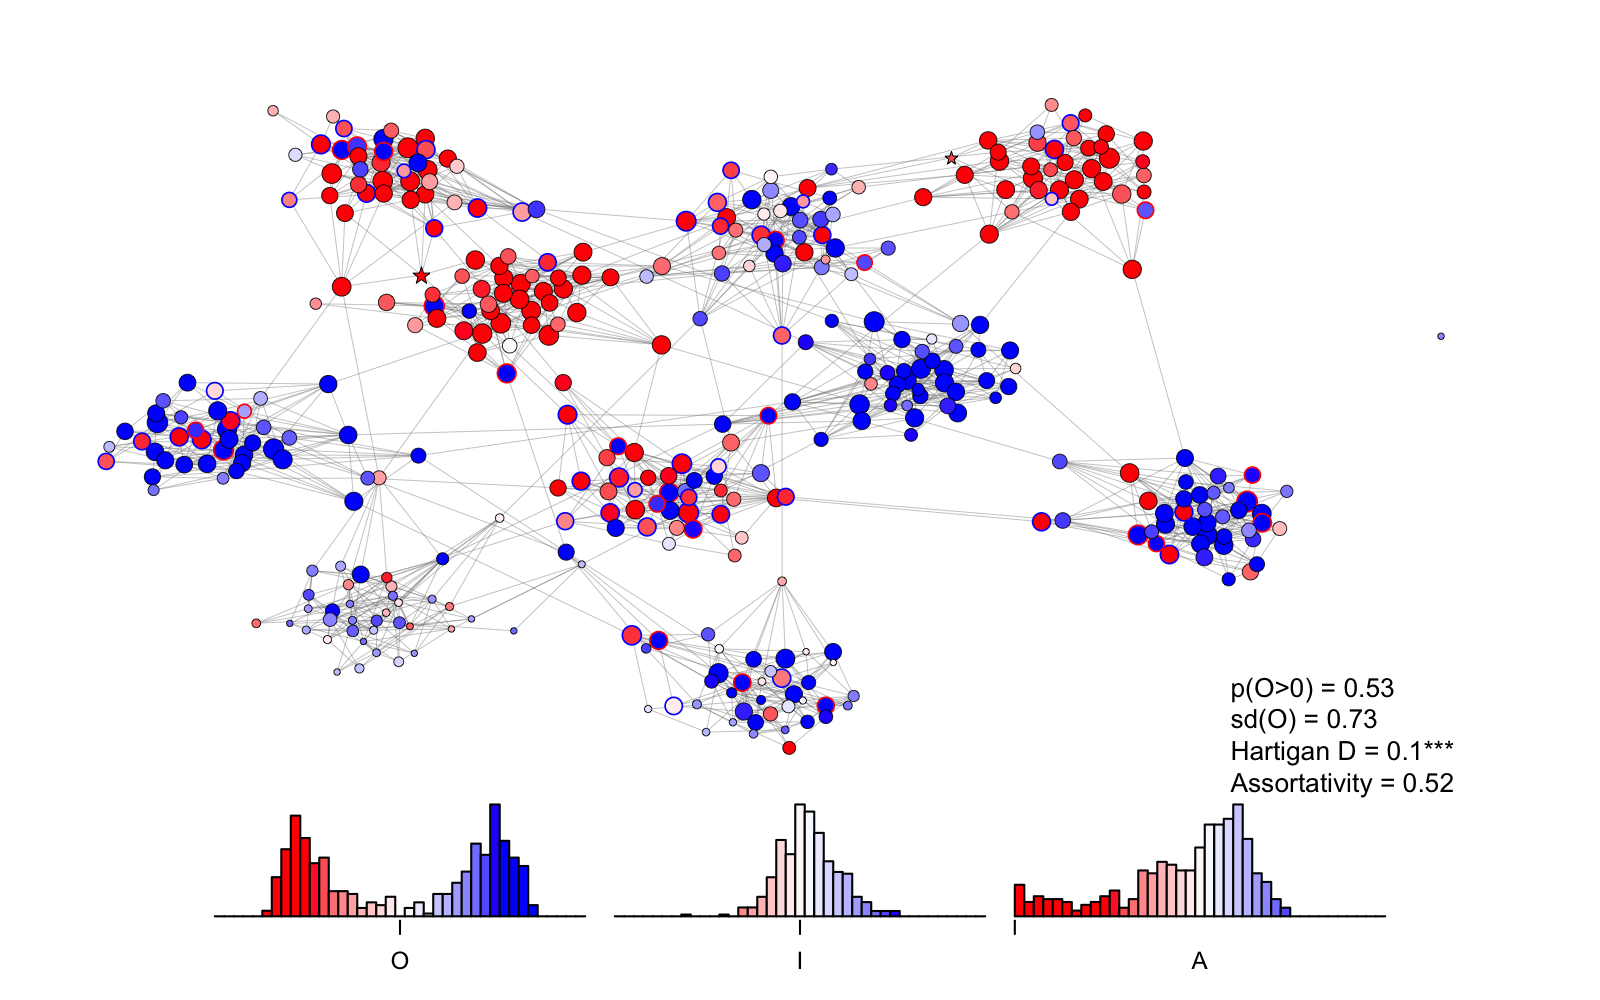 p(O>0) = 0.53
sd(O) = 0.73
Hartigan D = 0.1***
Assortativity = 0.52
O
I
A